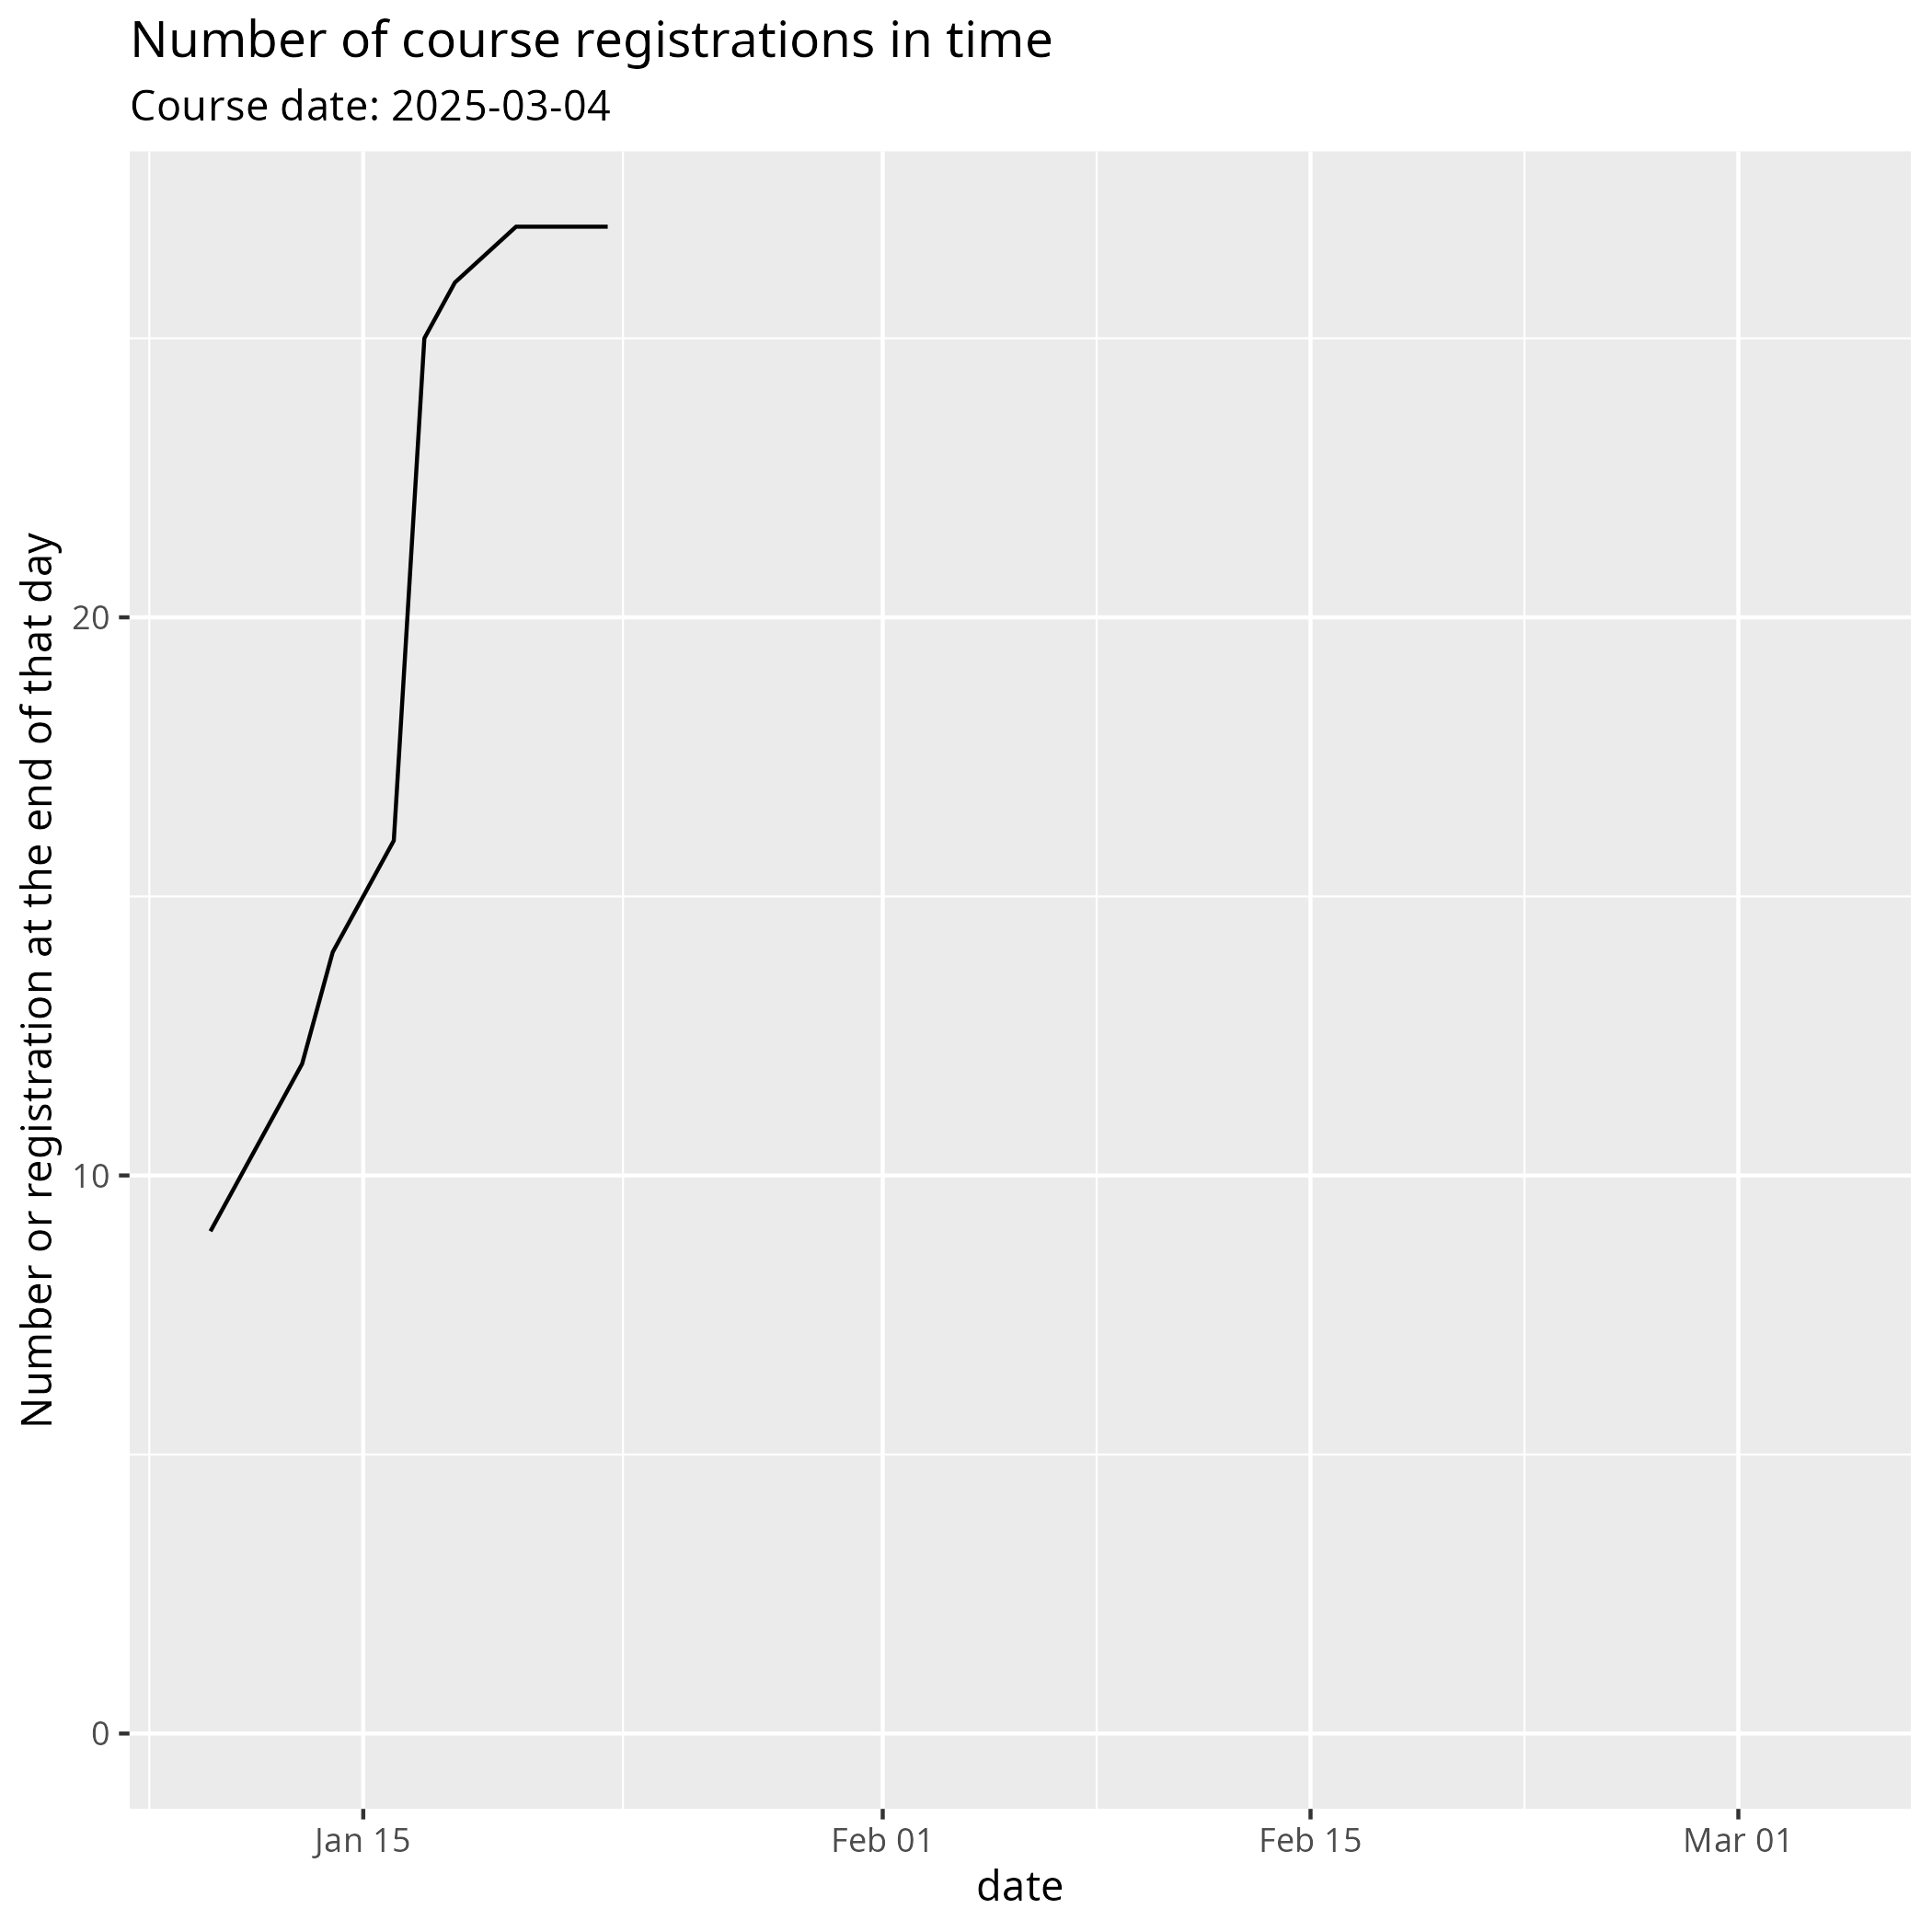 Number of course registrations in time
Course date: 2025-03-04
Number or registration at the end of that day
20
10
0
Jan 15
Feb 01
Feb 15
Mar 01
date